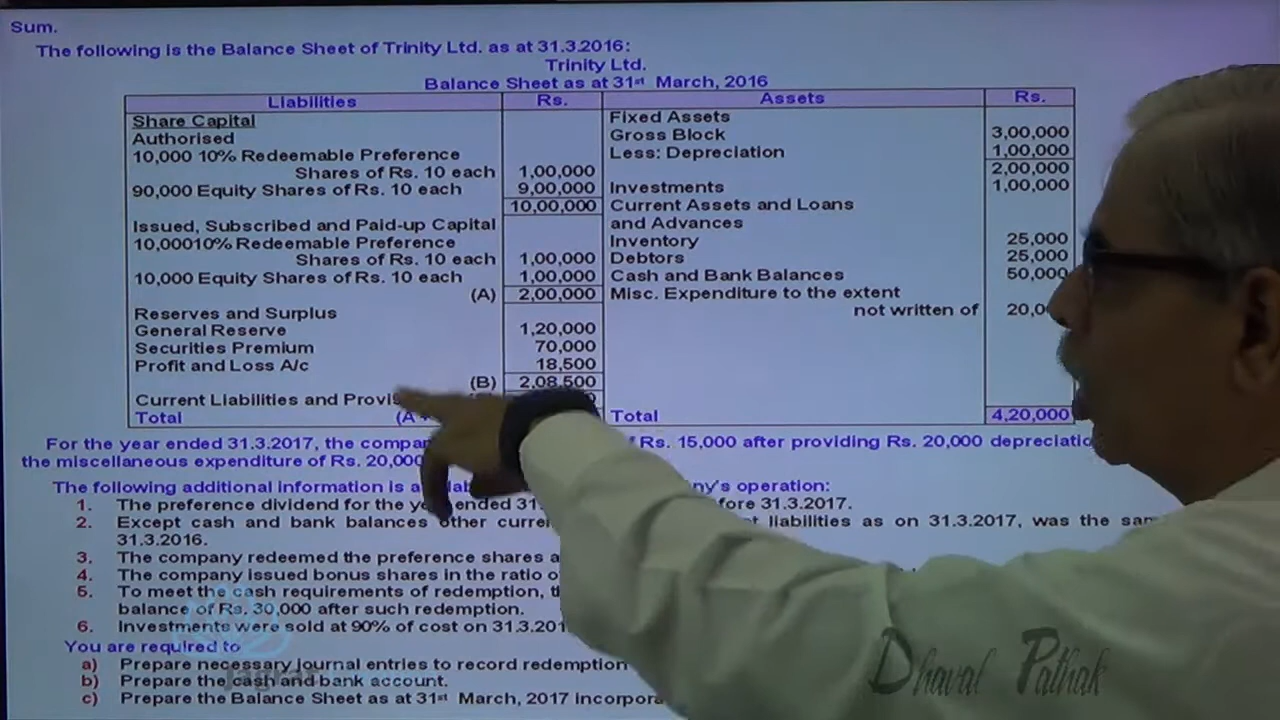 Sum.
The following is the Balance Sheet of Trinity Ltd. as at 31.3.2016:
Trinity Ltd.
Balance Sheet as at 31st March, 2016
Liabilities Rs. Assets Rs.
Share Capital Fixed Assets
Authorised Gross Block 3,00,000
10,000 10% Redeemable Preference Less: Depreciation 1,00,000
Shares of Rs. 10 each 1,00,000 2,00,000
90,000 Equity Shares of Rs. 10 each 9,00,000 Investments 1,00,000
10,00,000 Current Assets and Loans
Issued, Subscribed and Paid-up Capital and Advances
10,00010% Redeemable Preference Inventory 25,000
Shares of Rs. 10 each 1,00,000 Debtors 25,000
10,000 Equity Shares of Rs. 10 each 1,00,000 Cash and Bank Balances 50,000
(A) 2,00,000 Misc. Expenditure to the extent
Reserves and Surplus not written of
General Reserve 1,20,000
Securities Premium 70,000
Profit and Loss A/c 18,500
(B) 2,08,500
Current Liabilities and
Total (A Total 4,20,000
For the year ended 31.3.2017, the Rs. 15,000 after providing Rs. 20,000
the miscellaneous expenditure of Rs. 20,000
The following additional information is operation:
1. The preference dividend for the 31.3.2017.
2. Except cash and bank balances other liabilities as on 31.3.2017, was the
31.3.2016.
3. The company redeemed the preference shares
4. The company issued bonus shares in the ratio
5. To meet the cash requirements of redemption,
balance of Rs. 30,000 after such redemption.
6. Investments were sold at 90% of cost on
You are required to
a) Prepare necessary journal entries to record redemption
b) Prepare the cash and bank account.
c) Prepare the Balance Sheet as at 31st March, 2017
Dhaval Pathak